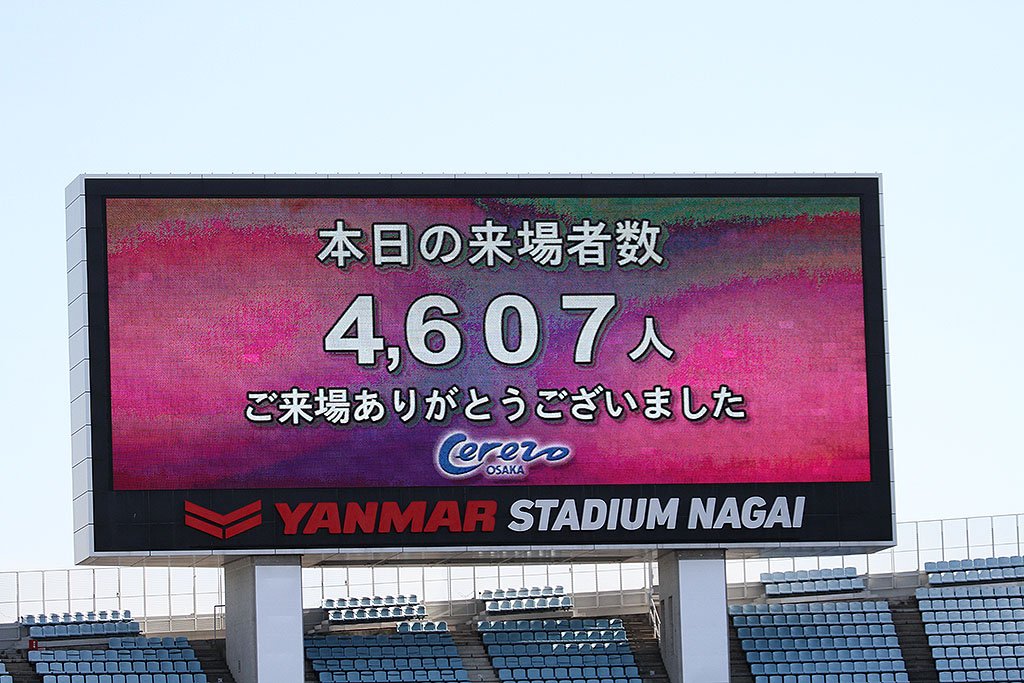 本日の来場者数
4,607人
ご来場ありがとうございました
Cerezo
OSAKA
YANMAR STADIUM NAGAI